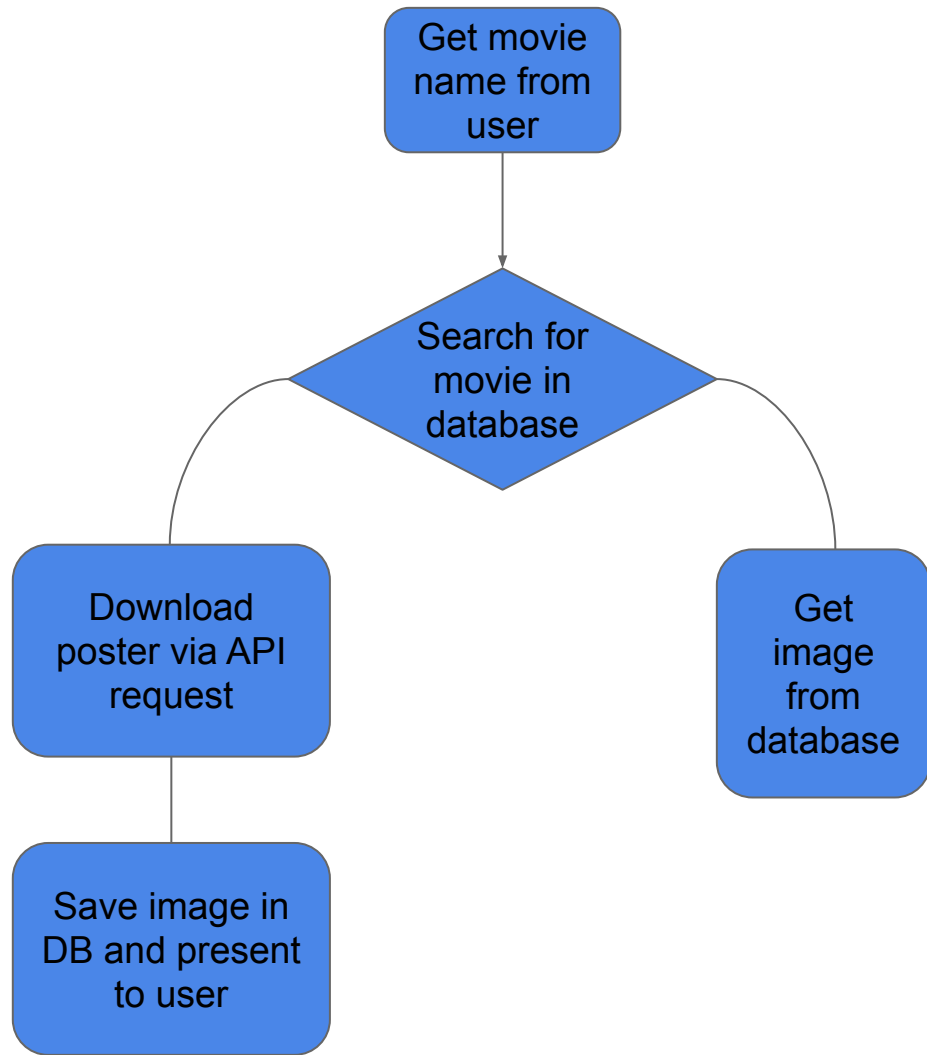 Get movie
name from
user
Search for
movie in
database
Download
poster via API
request
Get
image
from
database
Save image in
DB and present
to user